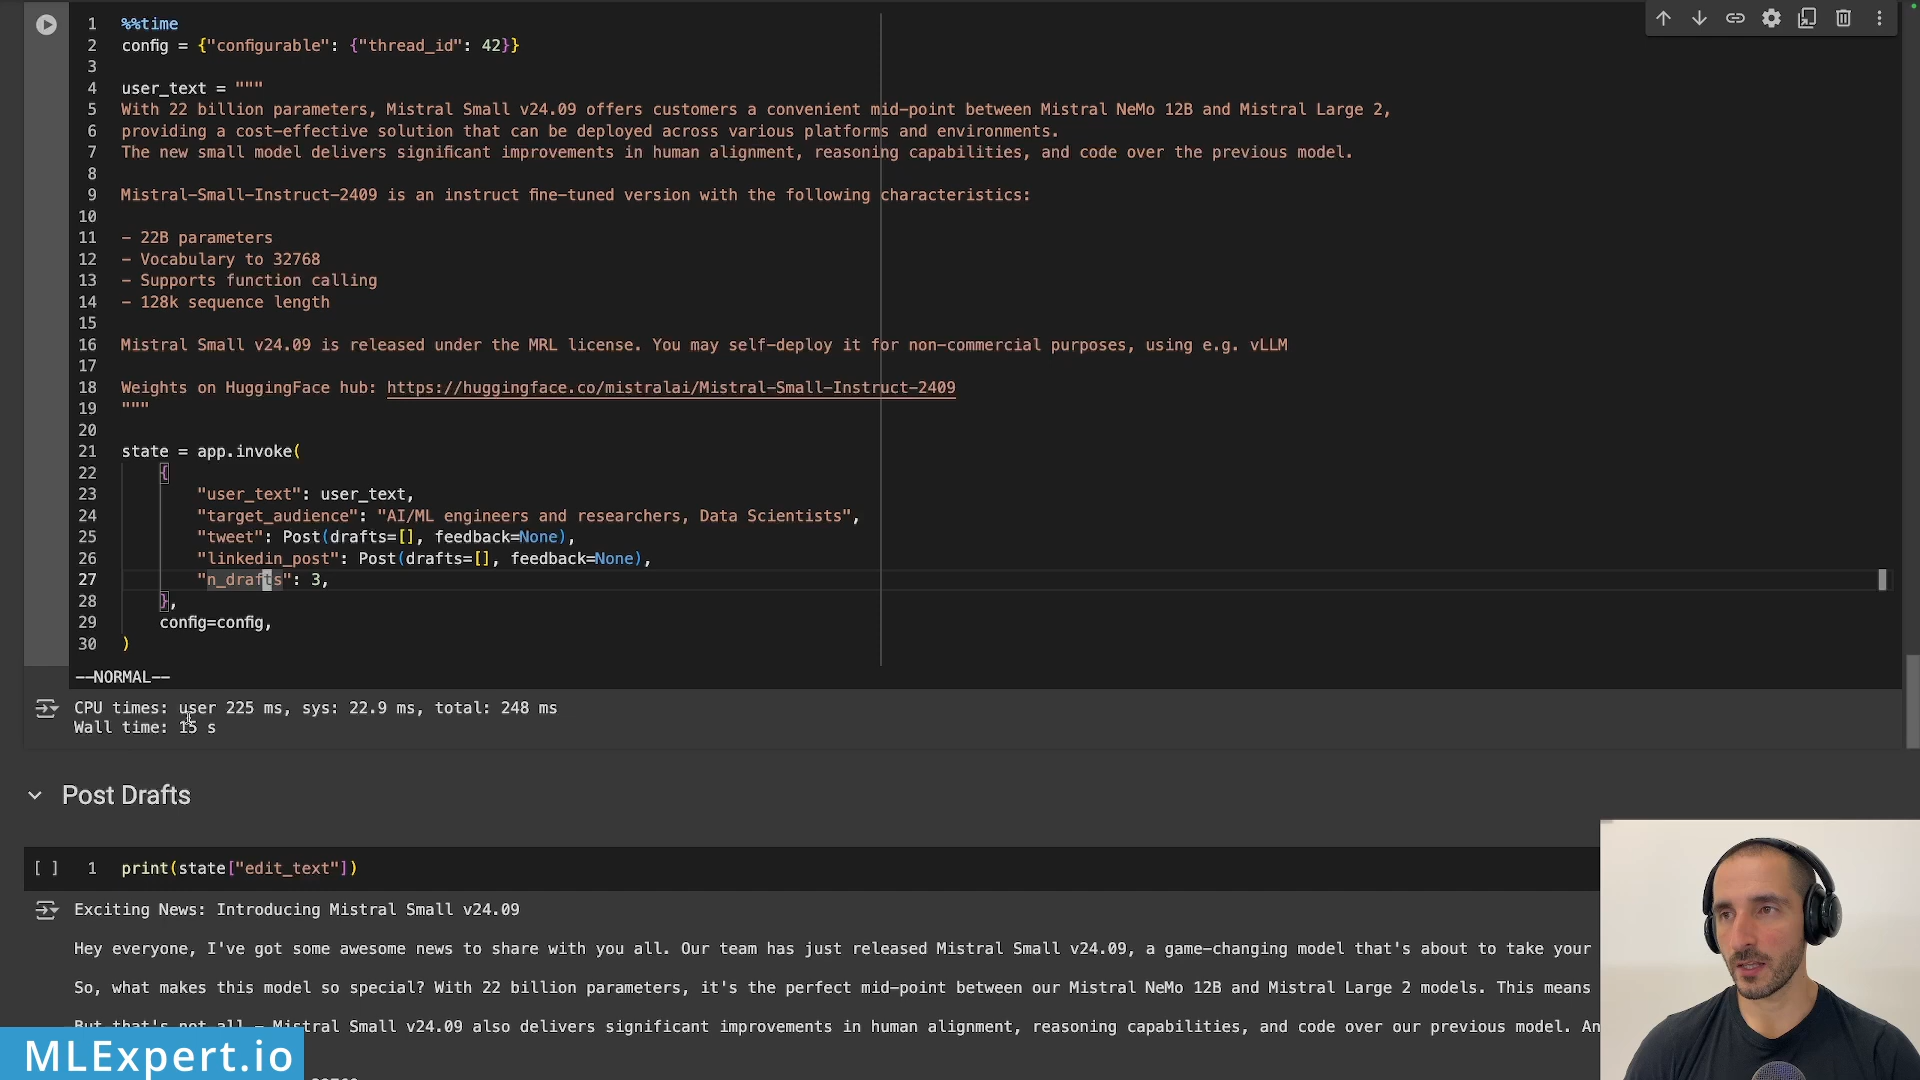 1 %%time
2 config = {"configurable": {"thread_id": 42}}
3
4 user_text = """
5 With 22 billion parameters, Mistral Small v24.09 offers customers a convenient mid-point between Mistral NeMo 12B and Mistral Large 2,
6 providing a cost-effective solution that can be deployed across various platforms and environments.
7 The new small model delivers significant improvements in human alignment, reasoning capabilities, and code over the previous model.
8
9 Mistral-Small-Instruct-2409 is an instruct fine-tuned version with the following characteristics:
10
11 - 22B parameters
12 - Vocabulary to 32768
13 - Supports function calling
14 - 128k sequence length
15
16 Mistral Small v24.09 is released under the MRL license. You may self-deploy it for non-commercial purposes, using e.g. vLLM
17
18 Weights on HuggingFace hub: https://huggingface.co/mistralai/Mistral-Small-Instruct-2409
19 """
20
21 state = app.invoke(
22 {
23 "user_text": user_text,
24 "target_audience": "AI/ML engineers and researchers, Data Scientists",
25 "tweet": Post(drafts=[], feedback=None),
26 "linkedin_post": Post(drafts=[], feedback=None),
27 "n_drafts": 3,
28 },
29 config=config,
30 )
--NORMAL--
CPU times: user 225 ms, sys: 22.9 ms, total: 248 ms
Wall time: 15 s
Post Drafts
[ ] 1 print(state["edit_text"])
Exciting News: Introducing Mistral Small v24.09
Hey everyone, I've got some awesome news to share with you all. Our team has just released Mistral Small v24.09, a game-changing model that's about to take your
So, what makes this model so special? With 22 billion parameters, it's the perfect mid-point between our Mistral NeMo 12B and Mistral Large 2 models. This means
But that's not all – Mistral Small v24.09 also delivers significant improvements in human alignment, reasoning capabilities, and code over our previous model. An
MLExpert.io